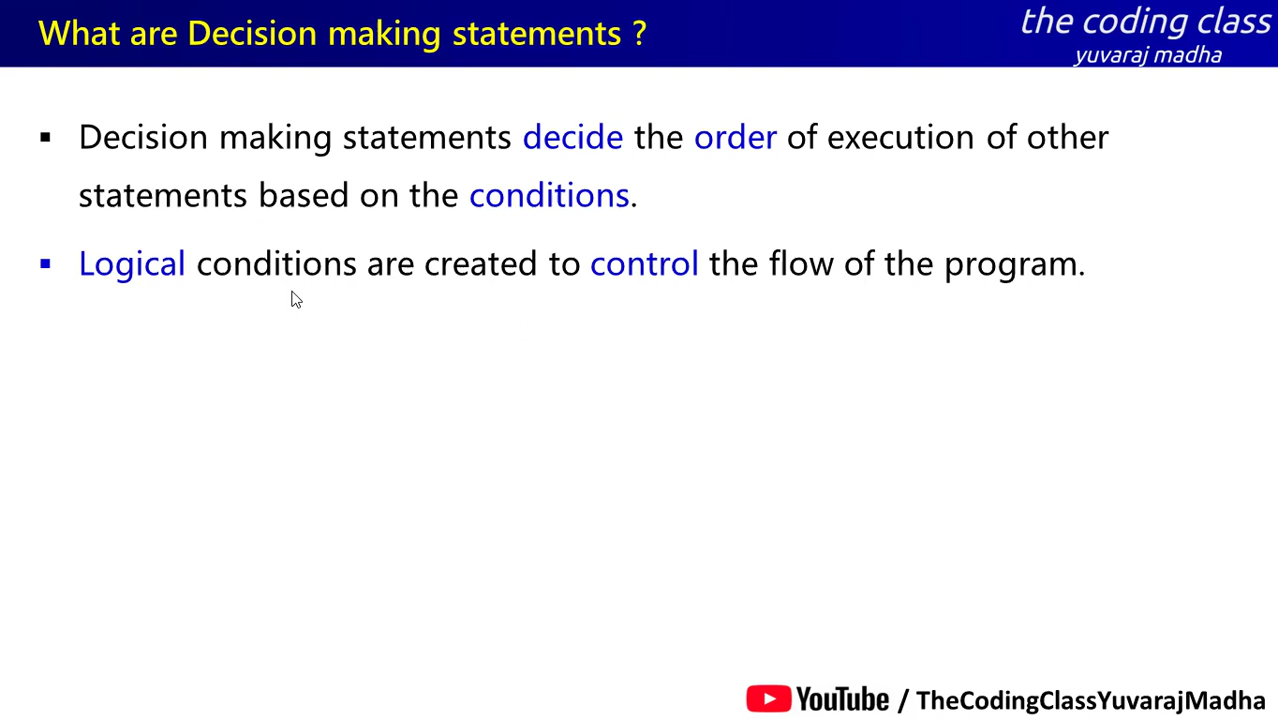 What are Decision making statements ?
the coding class
yuvaraj madha
▪ Decision making statements decide the order of execution of other
statements based on the conditions.
▪ Logical conditions are created to control the flow of the program.
YouTube / TheCodingClassYuvarajMadha